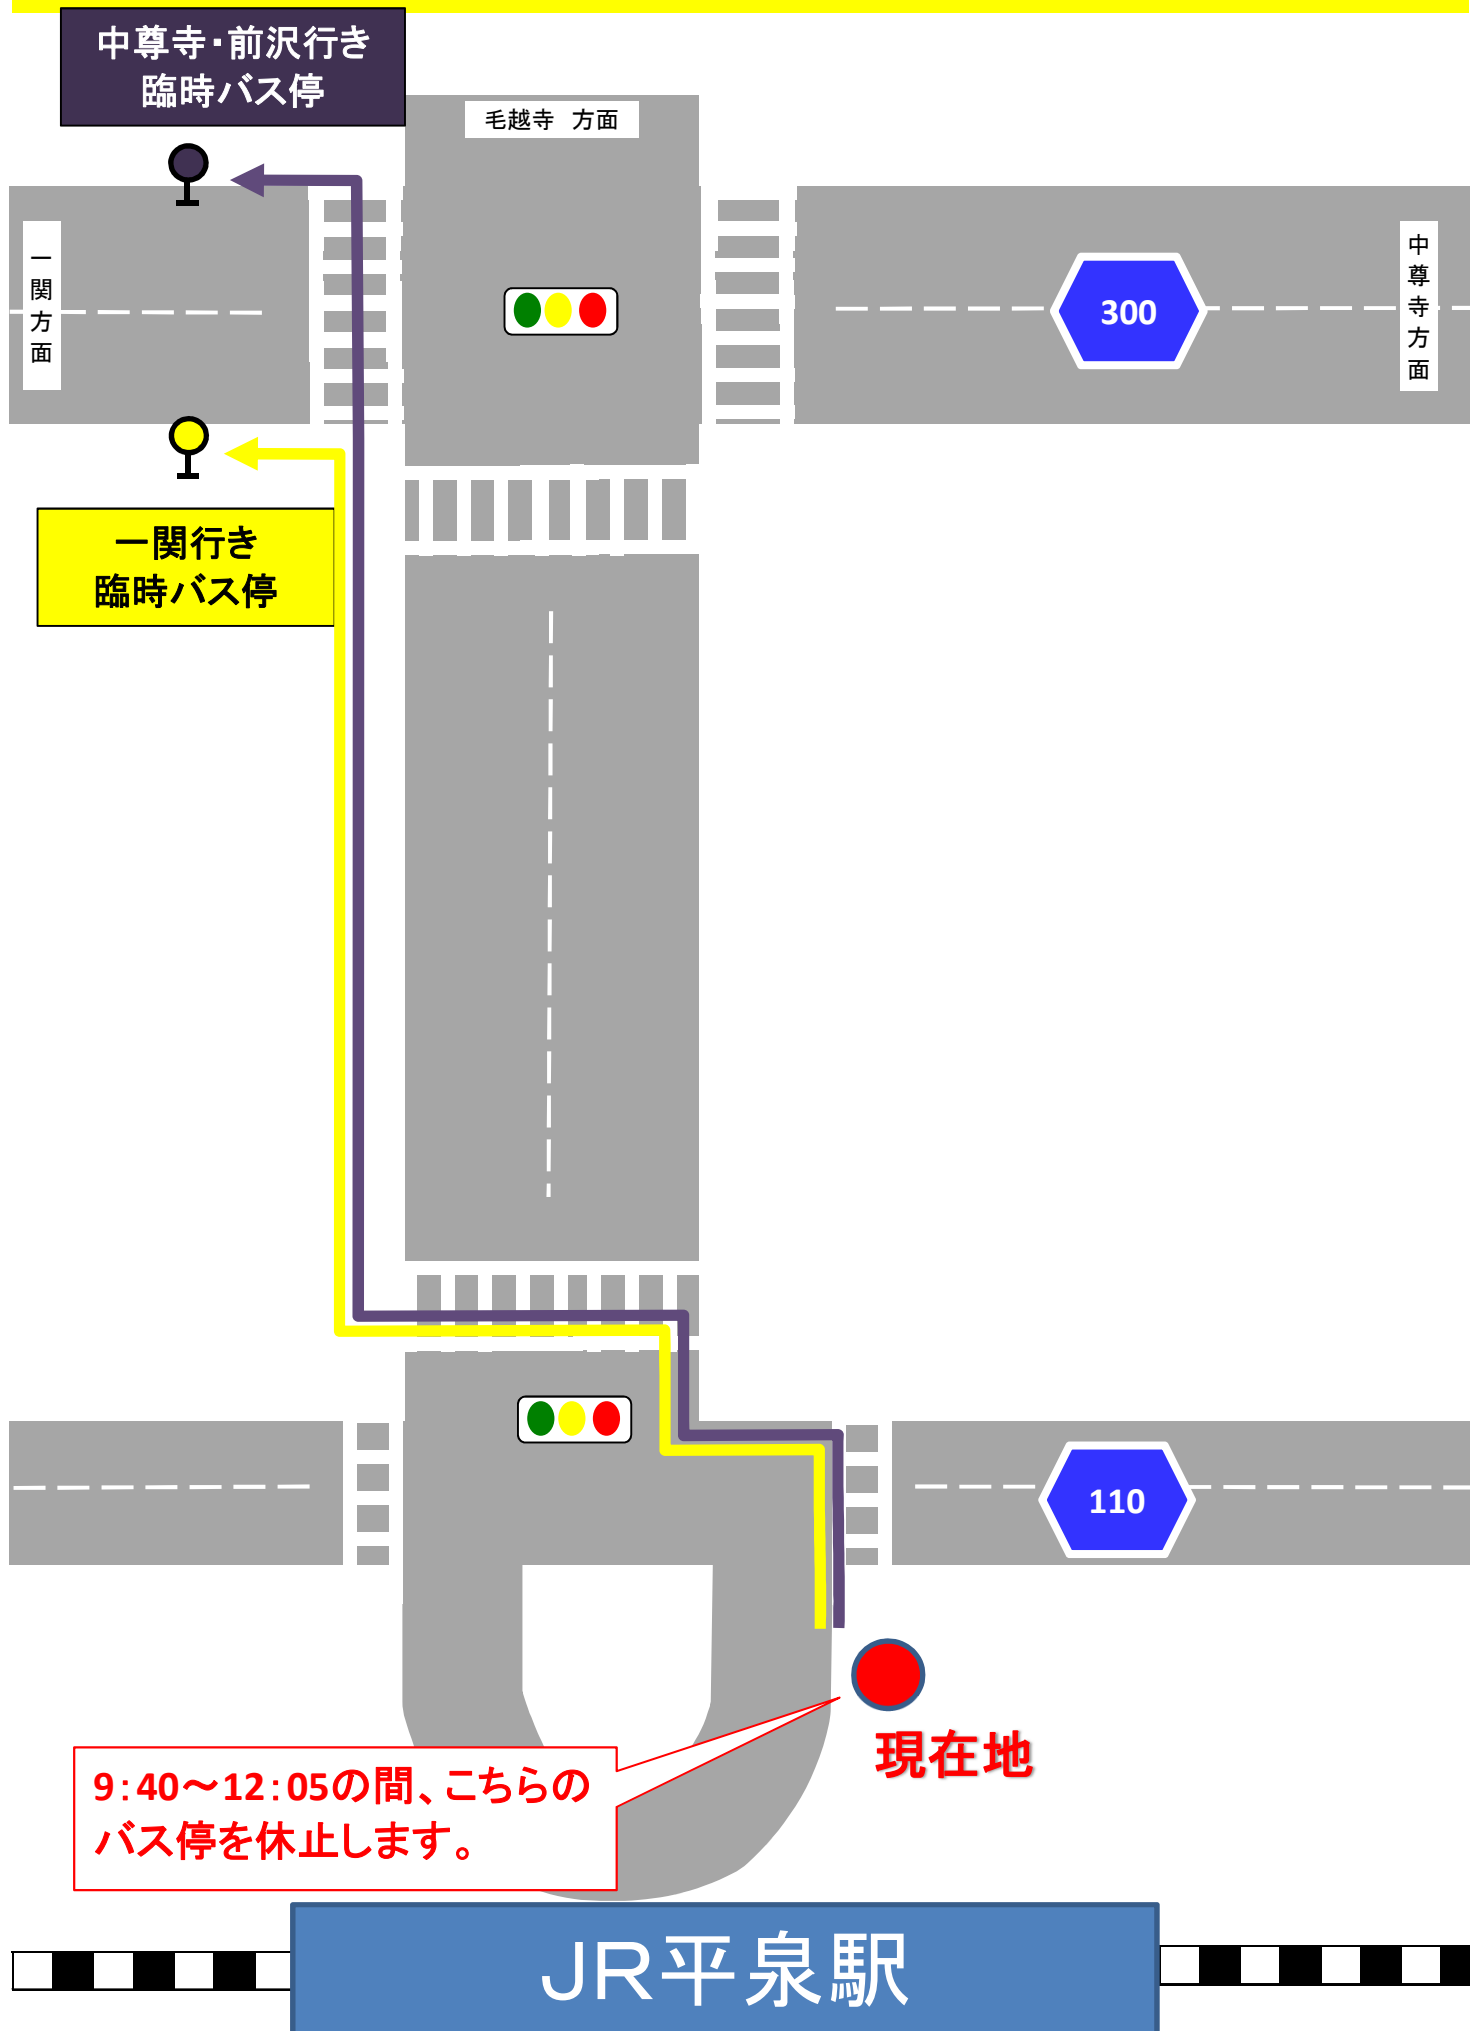 中尊寺・前沢行き
臨時バス停
毛越寺　方面
一関方面
300
中尊寺方面
一関行き
臨時バス停
110
現在地
9：40～12：05の間、こちらの
バス停を休止します。
ＪＲ平泉駅